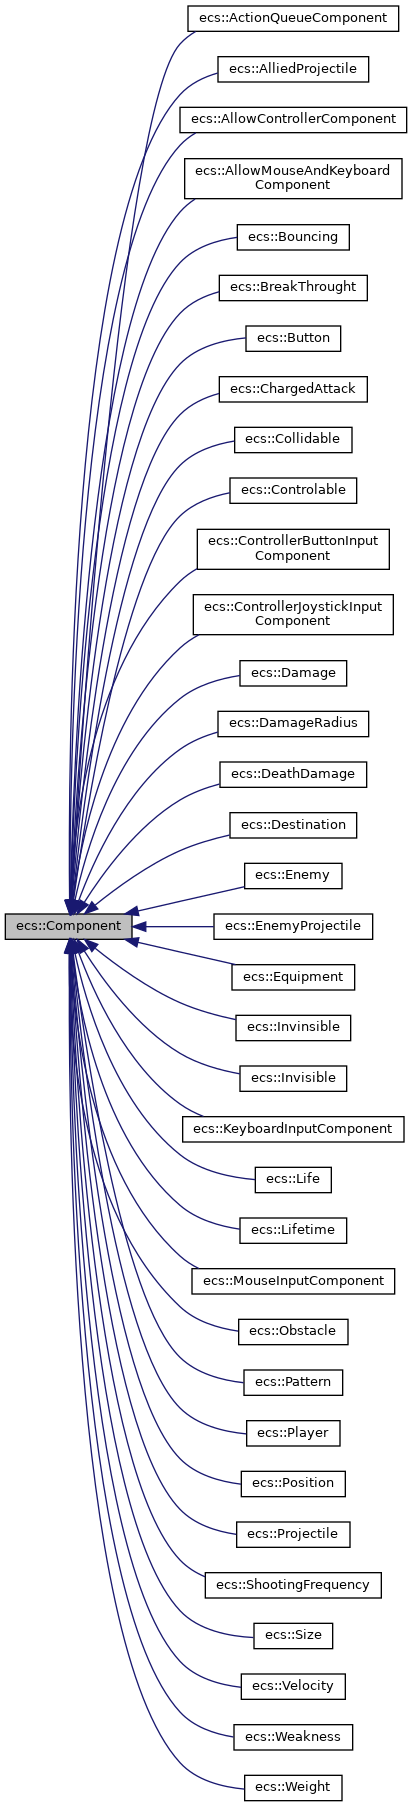 ecs::ActionQueueComponent
ecs::AlliedProjectile
ecs::AllowControllerComponent
ecs::AllowMouseAndKeyboard
Component
ecs::Bouncing
ecs::BreakThrought
ecs::Button
ecs::ChargedAttack
ecs::Collidable
ecs::Controlable
ecs::ControllerButtonInput
Component
ecs::ControllerJoystickInput
Component
ecs::Damage
ecs::DamageRadius
ecs::DeathDamage
ecs::Destination
ecs::Enemy
ecs::Component
ecs::EnemyProjectile
ecs::Equipment
ecs::Invinsible
ecs::Invisible
ecs::KeyboardInputComponent
ecs::Life
ecs::Lifetime
ecs::MouseInputComponent
ecs::Obstacle
ecs::Pattern
ecs::Player
ecs::Position
ecs::Projectile
ecs::ShootingFrequency
ecs::Size
ecs::Velocity
ecs::Weakness
ecs::Weight